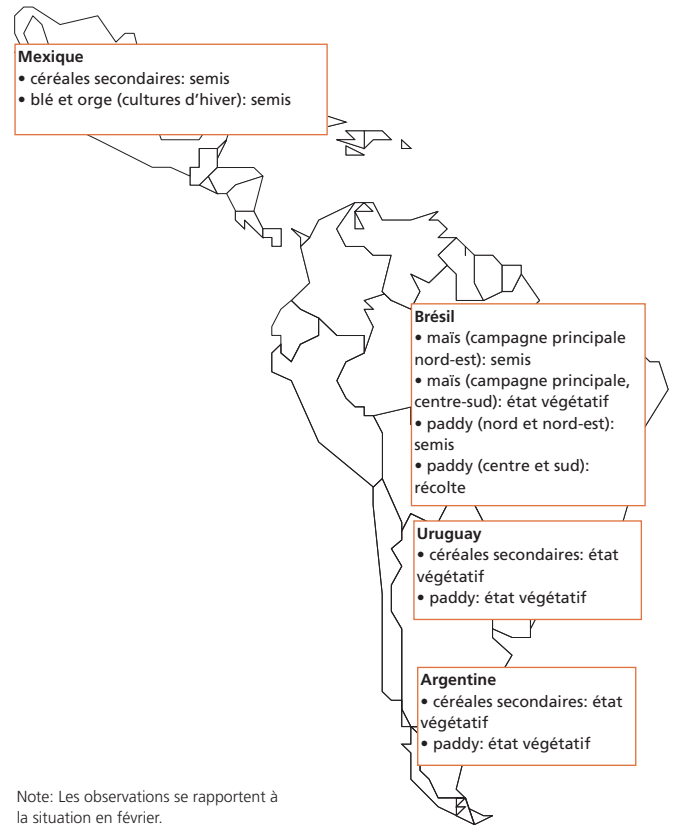 Mexique
• céréales secondaires: semis
• blé et orge (cultures d’hiver): semis
Brésil
• maïs (campagne principale
nord-est): semis
• maïs (campagne principale,
centre-sud): état végétatif
• paddy (nord et nord-est):
semis
• paddy (centre et sud):
récolte
Uruguay
• céréales secondaires: état
végétatif
• paddy: état végétatif
Argentine
• céréales secondaires: état
végétatif
• paddy: état végétatif
Note: Les observations se rapportent à
la situation en février.